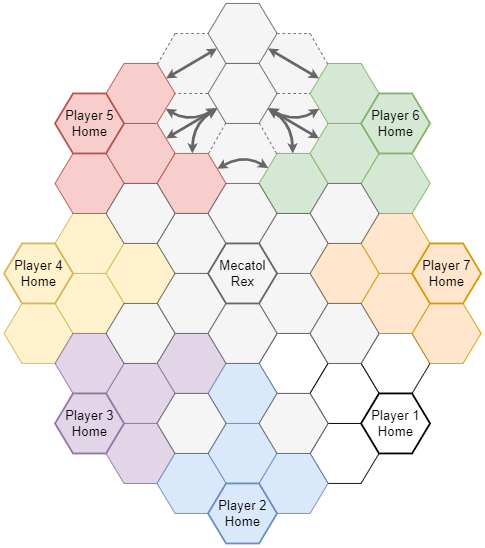 Player 5
Home
Player 6
Home
Player 4
Home
Mecatol
Rex
Player 7
Home
Player 3
Home
Player 1
Home
Player 2
Home